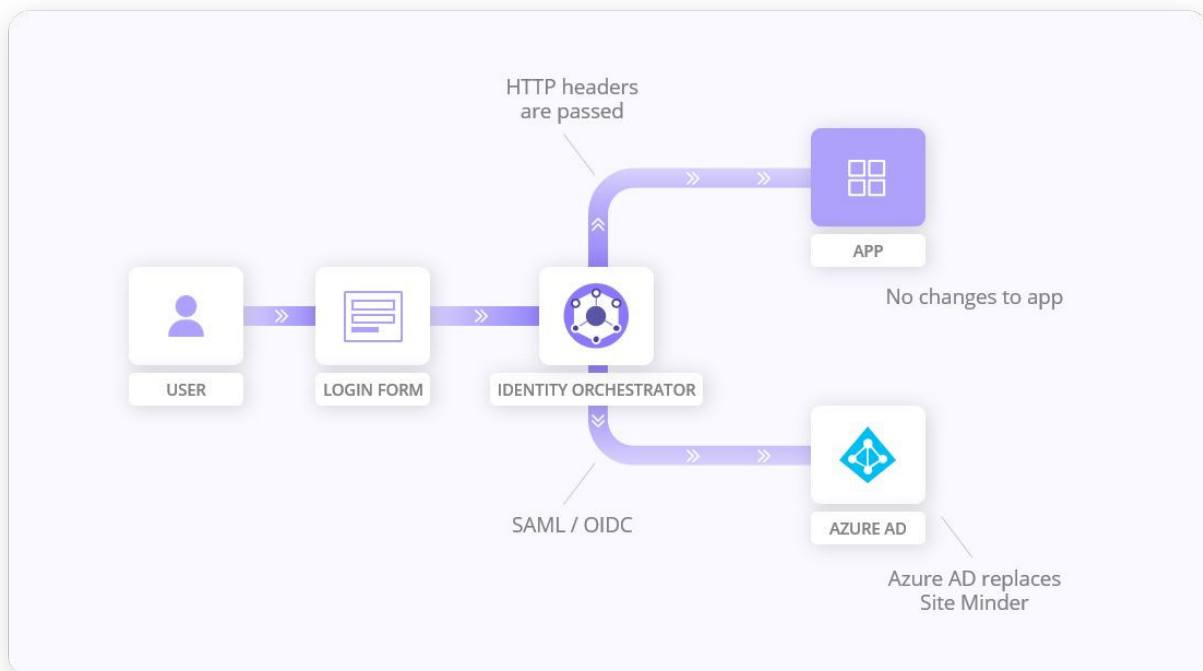 HTTP headers
are passed
APP
No changes to app
USER
LOGIN FORM
IDENTITY ORCHESTRATOR
SAML / OIDC
AZURE AD
Azure AD replaces
Site Minder